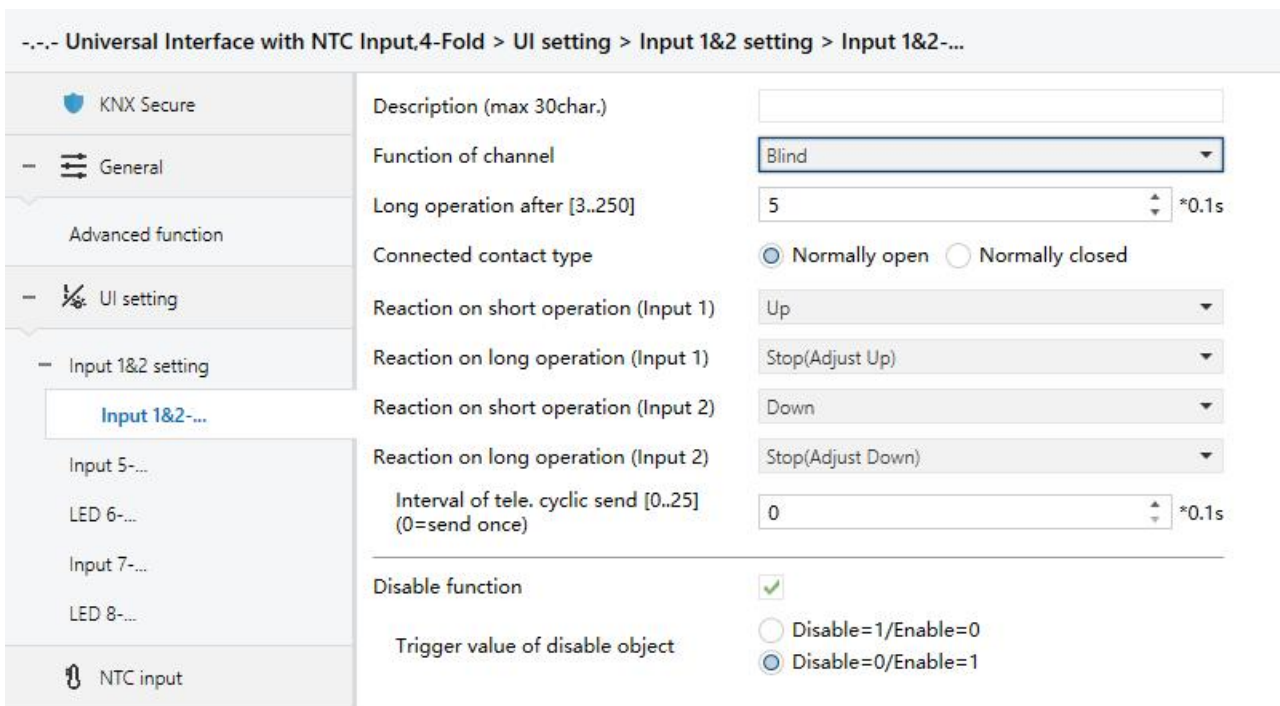 -.-.- Universal Interface with NTC Input,4-Fold > UI setting > Input 1&2 setting > Input 1&2-...
KNX Secure
General
Advanced function
UI setting
Input 1&2 setting
Input 1&2-...
Input 5-...
LED 6-...
Input 7-...
LED 8-...
NTC input
Description (max 30char.)
Function of channel Blind
Long operation after [3..250] 5 *0.1s
Connected contact type Normally open Normally closed
Reaction on short operation (Input 1) Up
Reaction on long operation (Input 1) Stop(Adjust Up)
Reaction on short operation (Input 2) Down
Reaction on long operation (Input 2) Stop(Adjust Down)
Interval of tele. cyclic send [0..25]
(0=send once) 0 *0.1s
Disable function
Trigger value of disable object
Disable=1/Enable=0
Disable=0/Enable=1